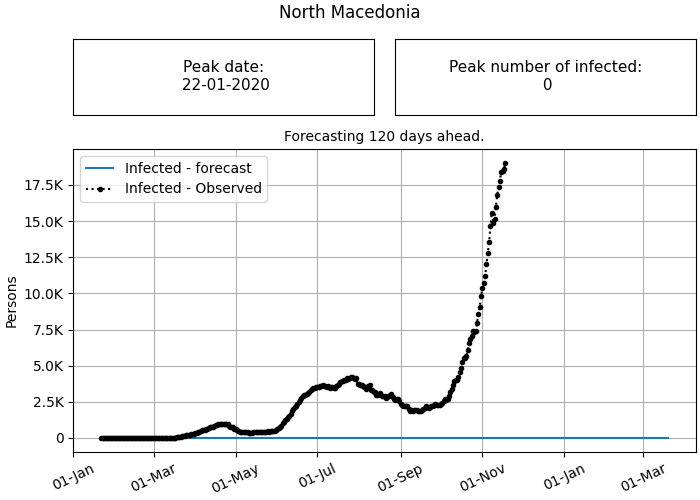 North Macedonia
Peak date:
22-01-2020
Peak number of infected:
0
Forecasting 120 days ahead.
Infected - forecast
Infected - Observed
Persons
17.5K
15.0K
12.5K
10.0K
7.5K
5.0K
2.5K
0
01-Jan
01-Mar
01-May
01-Jul
01-Sep
01-Nov
01-Jan
01-Mar